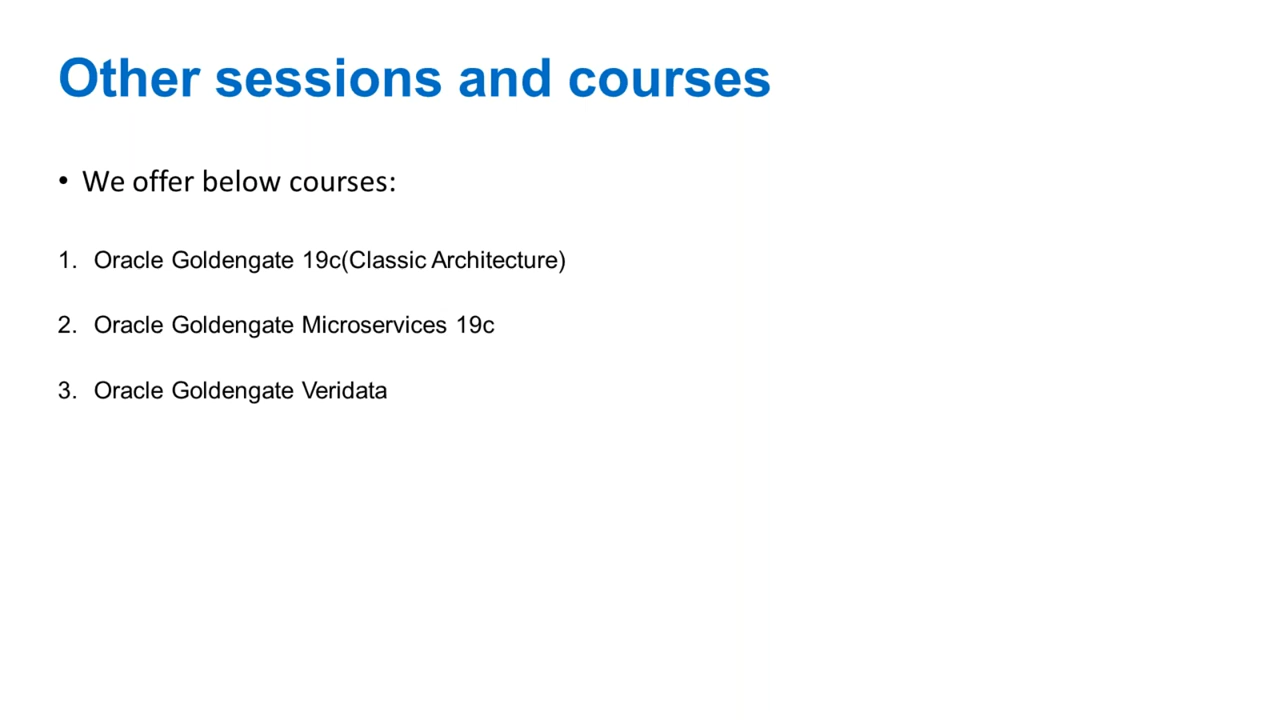 Other sessions and courses
• We offer below courses:
1. Oracle Goldengate 19c(Classic Architecture)
2. Oracle Goldengate Microservices 19c
3. Oracle Goldengate Veridata